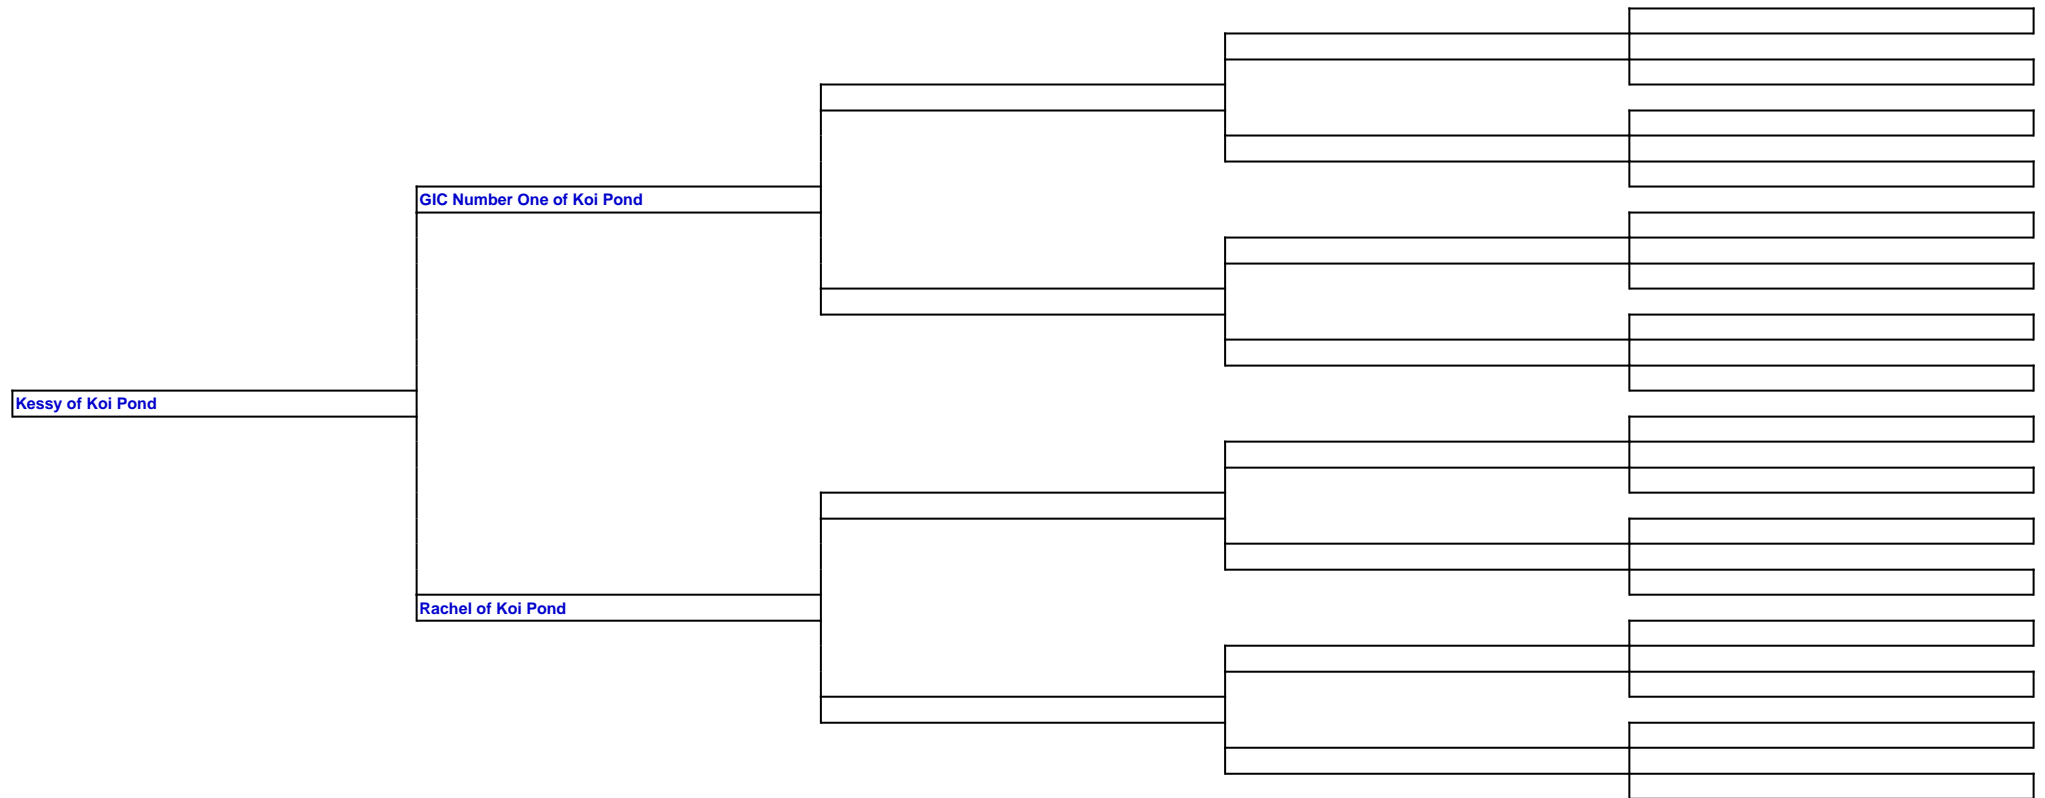 GIC Number One of Koi Pond
Kessy of Koi Pond
Rachel of Koi Pond